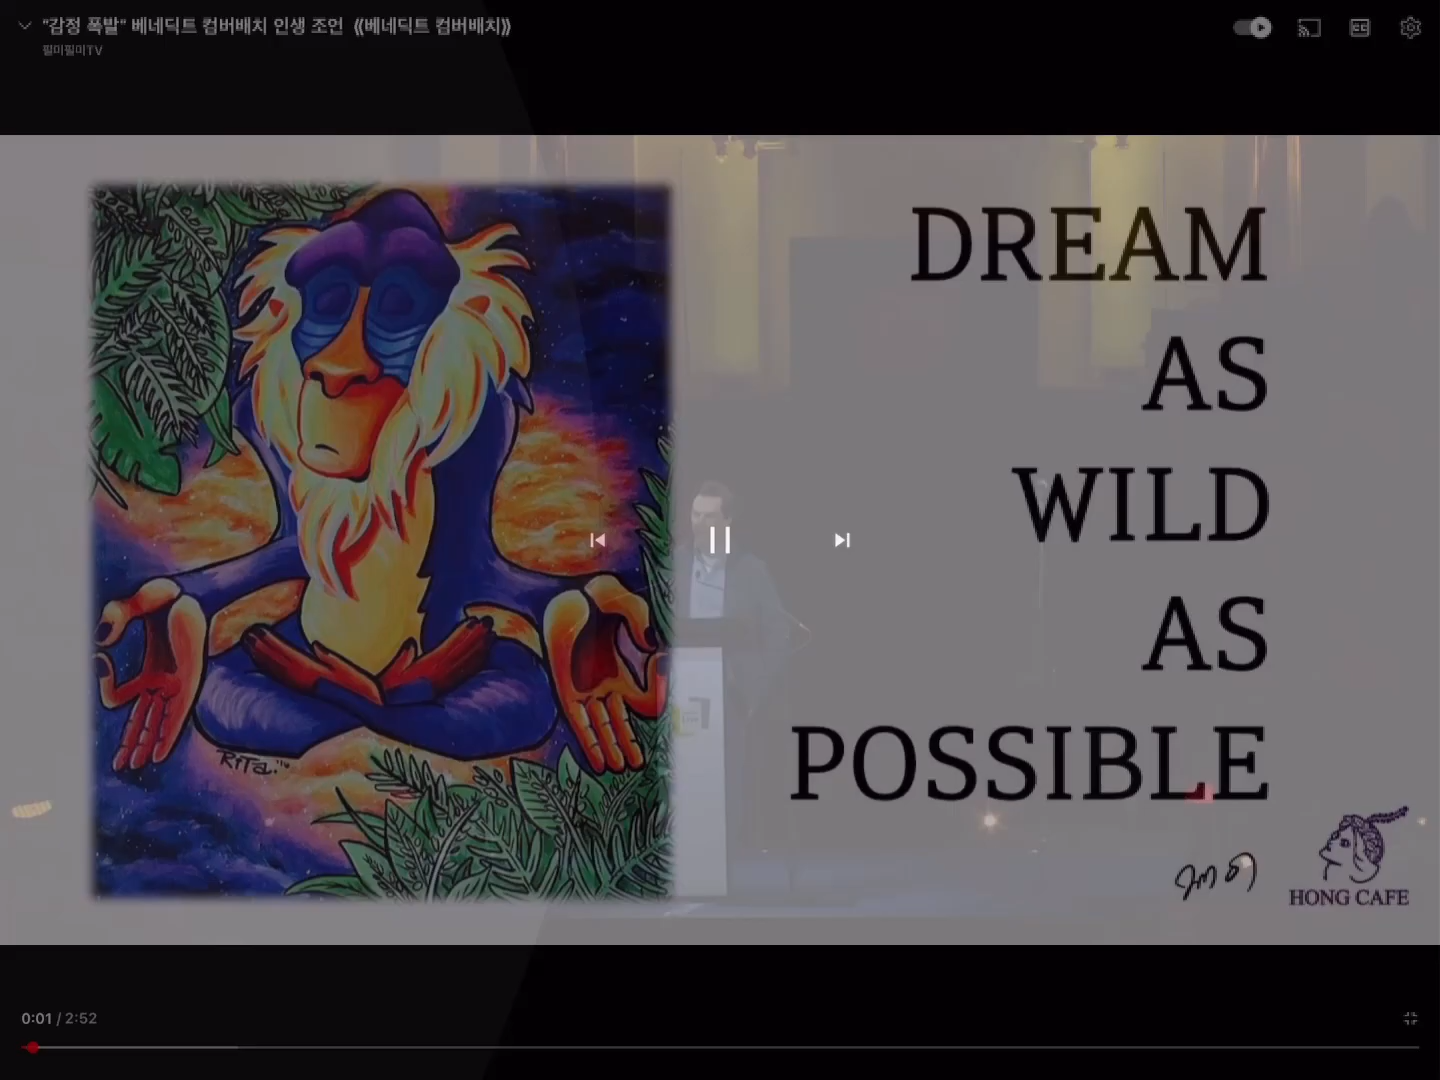 "감정 폭발" 베네딕트 컴버배치 인생 조언 《베네딕트 컴버배치》
필미필미TV
CC
DREAM
AS
WILD
AS
POSSIBLE
RiTa.'16
HONG CAFE
0:01 / 2:52